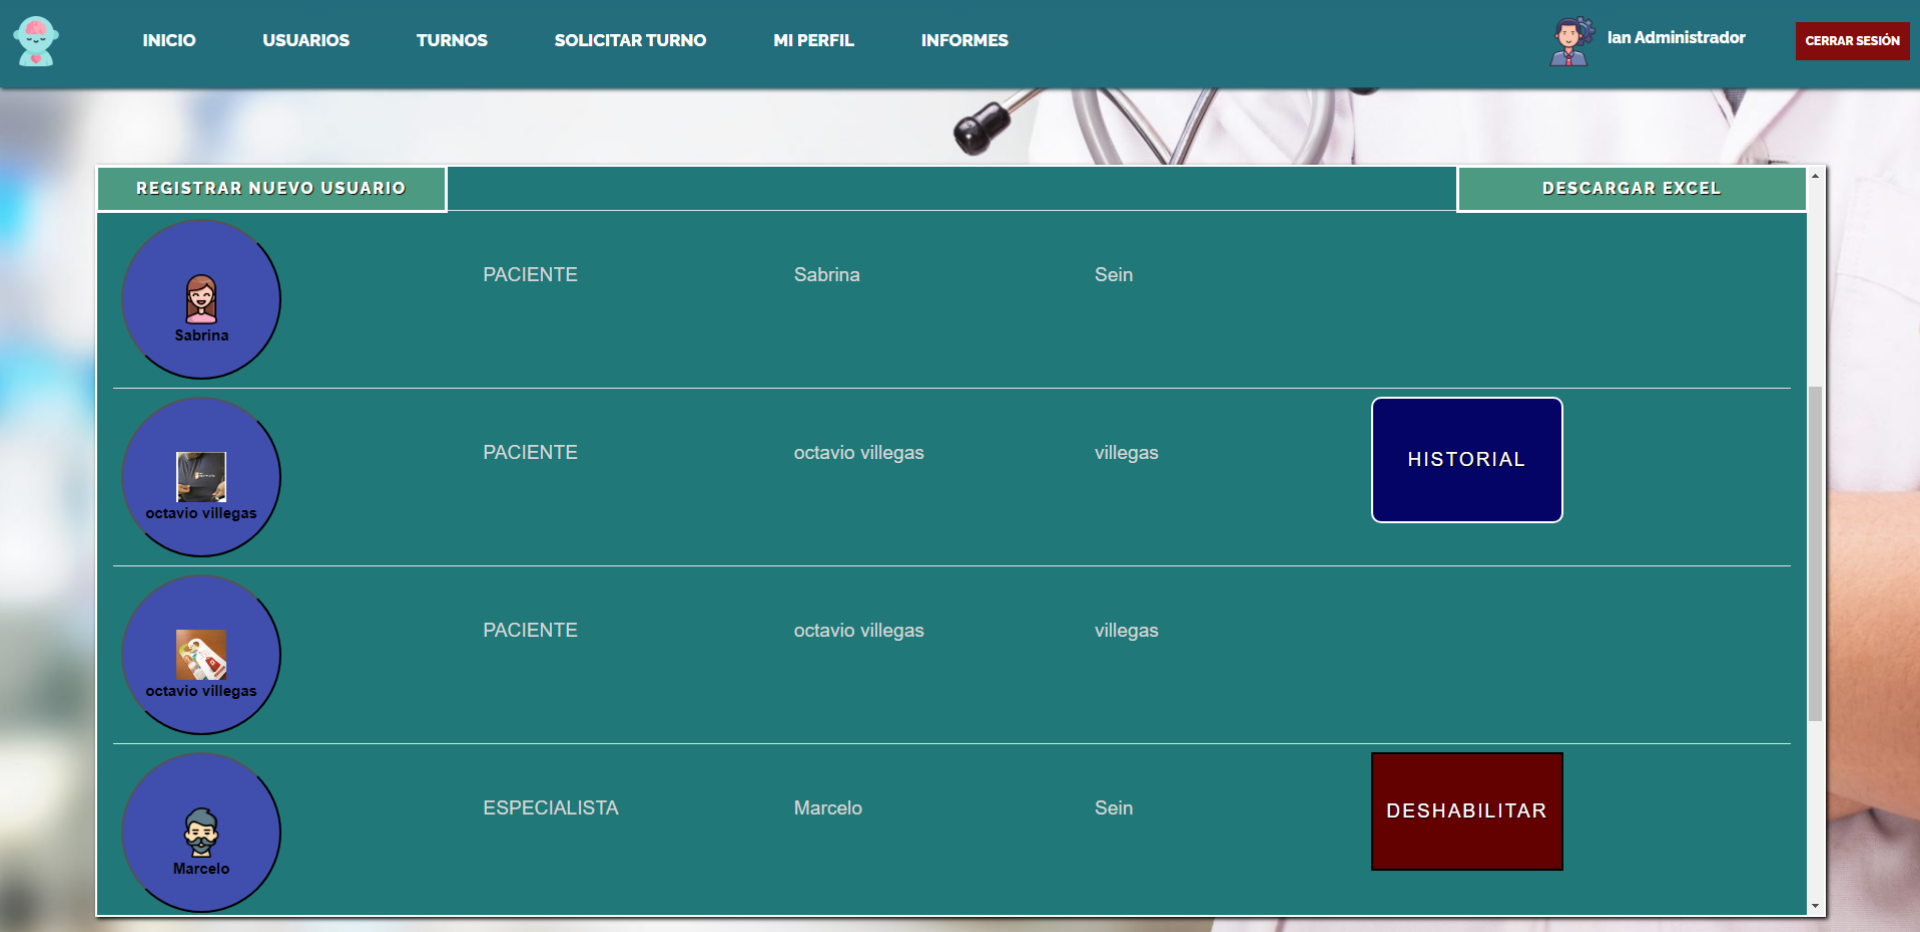 INICIO USUARIOS TURNOS SOLICITAR TURNO MI PERFIL INFORMES Ian Administrador CERRAR SESIÓN
REGISTRAR NUEVO USUARIO DESCARGAR EXCEL
PACIENTE Sabrina Sein
Sabrina
PACIENTE octavio villegas villegas HISTORIAL
octavio villegas
PACIENTE octavio villegas villegas
octavio villegas
ESPECIALISTA Marcelo Sein DESHABILITAR
Marcelo